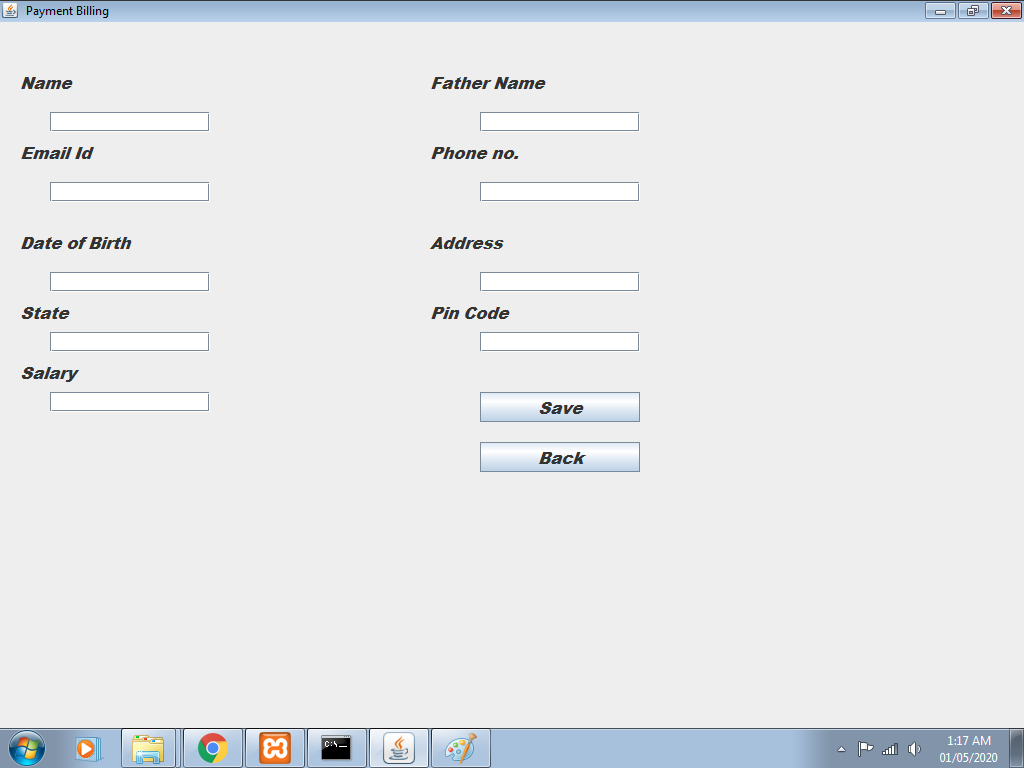 Payment Billing
Name
Father Name
Email Id
Phone no.
Date of Birth
Address
State
Pin Code
Salary
Save
Back
C:\._
1:17 AM
01/05/2020